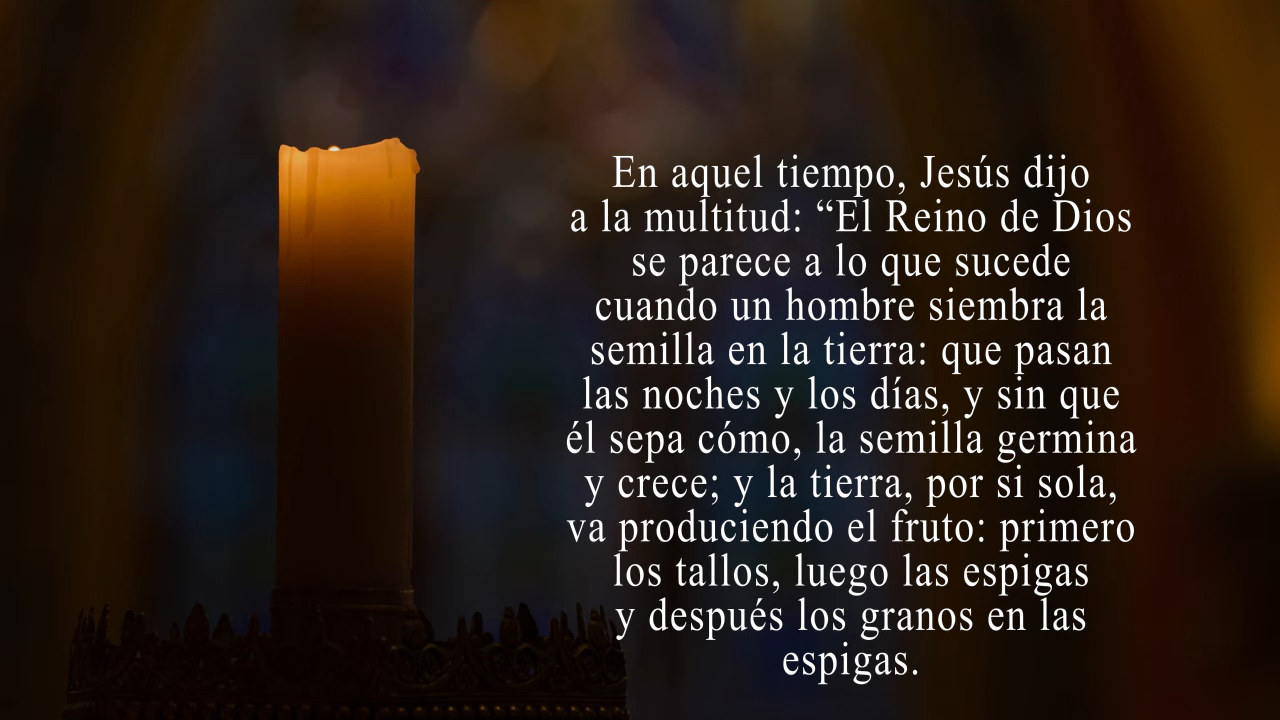 En aquel tiempo, Jesús dijo
a la multitud: “El Reino de Dios
se parece a lo que sucede
cuando un hombre siembra la
semilla en la tierra: que pasan
las noches y los días, y sin que
él sepa cómo, la semilla germina
y crece; y la tierra, por si sola,
va produciendo el fruto: primero
los tallos, luego las espigas
y después los granos en las
espigas.